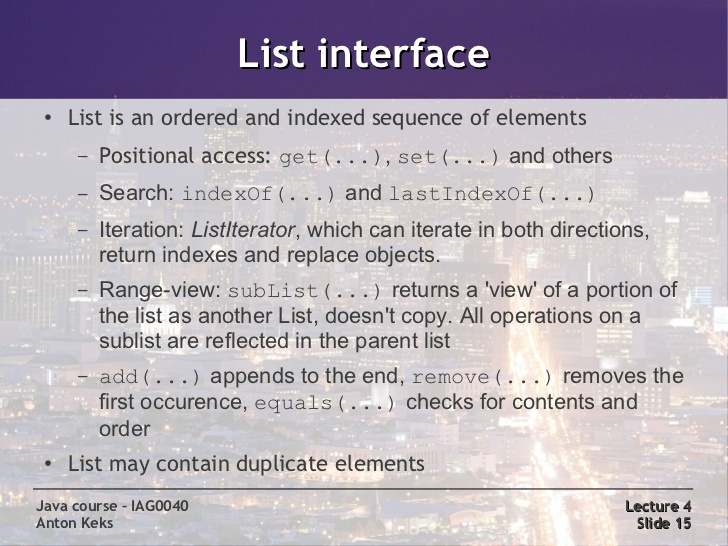 List interface
● List is an ordered and indexed sequence of elements
– Positional access: get(...), set(...) and others
– Search: indexOf(...) and lastIndexOf(...)
– Iteration: ListIterator, which can iterate in both directions,
return indexes and replace objects.
– Range-view: subList(...) returns a 'view' of a portion of
the list as another List, doesn't copy. All operations on a
sublist are reflected in the parent list
– add(...) appends to the end, remove(...) removes the
first occurence, equals(...) checks for contents and
order
● List may contain duplicate elements
Java course – IAG0040
Anton Keks
Lecture 4
Slide 15